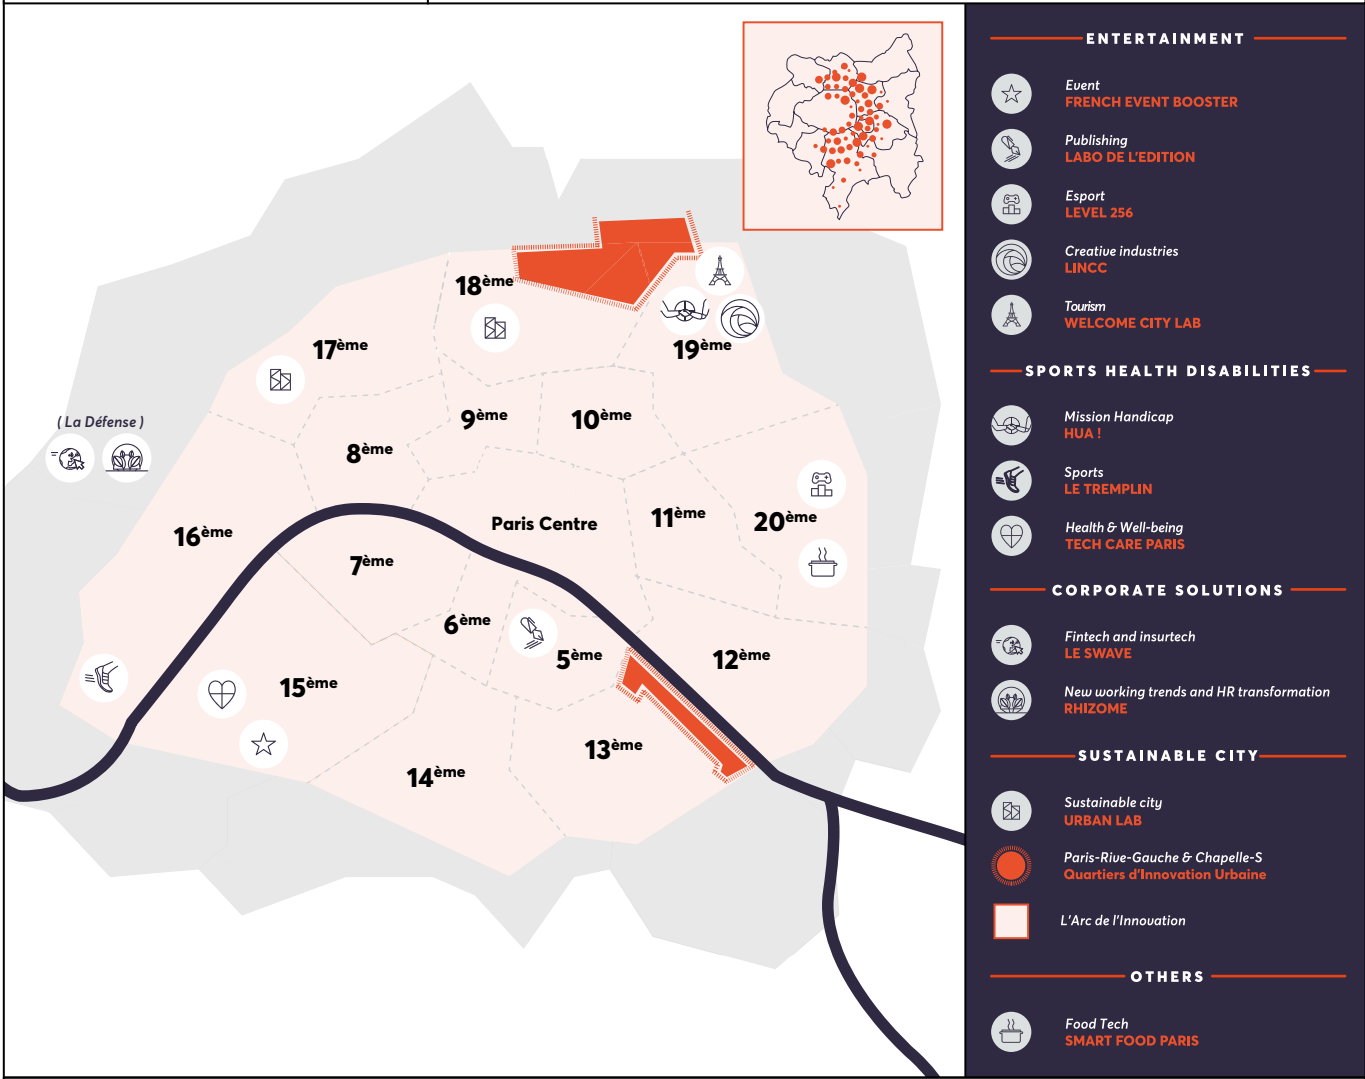 18ème
17ème
19ème
( La Défense )
9ème
10ème
8ème
16ème
Paris Centre
11ème
20ème
7ème
6ème
5ème
12ème
15ème
13ème
14ème
ENTERTAINMENT
Event
FRENCH EVENT BOOSTER
Publishing
LABO DE L'EDITION
Esport
LEVEL 256
Creative industries
LINCC
Tourism
WELCOME CITY LAB
SPORTS HEALTH DISABILITIES
Mission Handicap
HUA !
Sports
LE TREMPLIN
Health & Well-being
TECH CARE PARIS
CORPORATE SOLUTIONS
Fintech and insurtech
LE SWAVE
New working trends and HR transformation
RHIZOME
SUSTAINABLE CITY
Sustainable city
URBAN LAB
Paris-Rive-Gauche & Chapelle-S
Quartiers d'Innovation Urbaine
L'Arc de l'Innovation
OTHERS
Food Tech
SMART FOOD PARIS